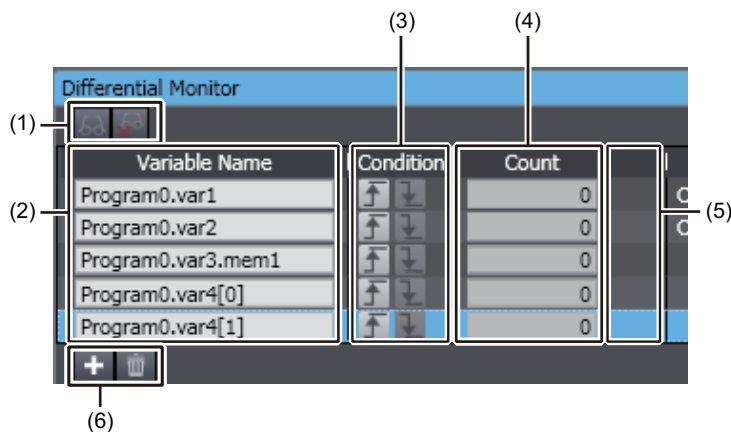 (3) (4)
Differential Monitor
(1)
Variable Name Condition Count
(2) (5)
Program0.var1 0
Program0.var2 0
Program0.var3.mem1 0
Program0.var4[0] 0
Program0.var4[1] 0
(6)